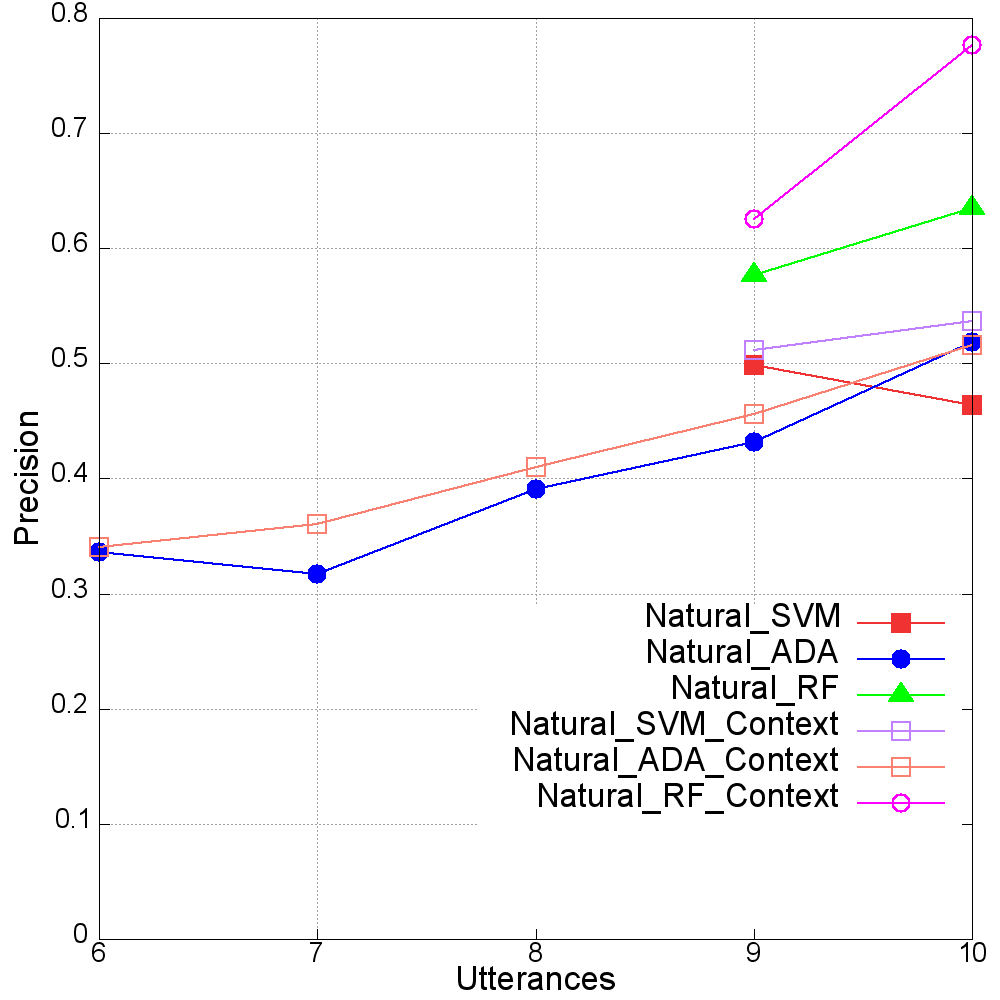 0.8
0.7
0.6
0.5
0.4
0.3
0.2
0.1
0
Precision
Natural_SVM
Natural_ADA
Natural_RF
Natural_SVM_Context
Natural_ADA_Context
Natural_RF_Context
6 7 8 9 10
Utterances